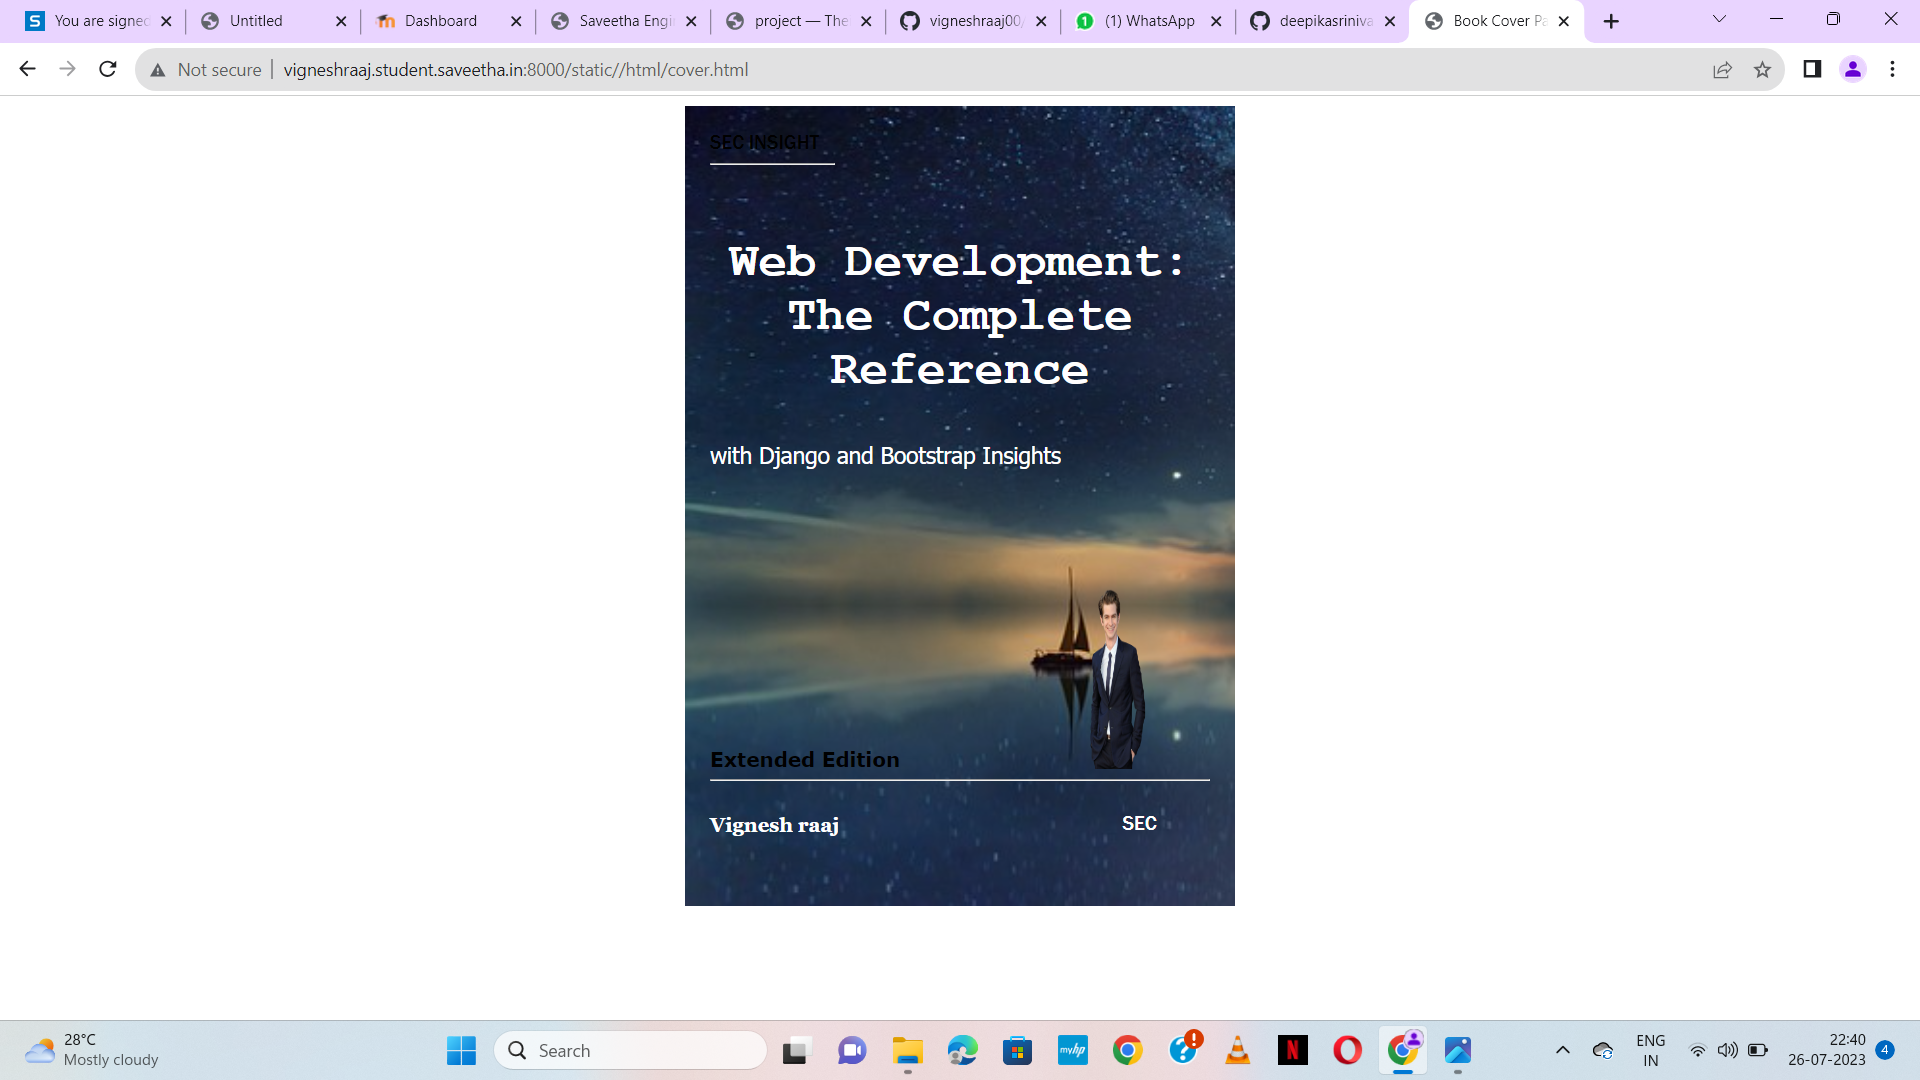 You are signed
Untitled
Dashboard
Saveetha Engi
project — The
vigneshraaj00/
(1) WhatsApp
deepikasriniva
Book Cover Pa
Not secure
vigneshraaj.student.saveetha.in:8000/static//html/cover.html
SEC INSIGHT
Web Development:
The Complete
Reference
with Django and Bootstrap Insights
Extended Edition
Vignesh raaj
SEC
28°C
Mostly cloudy
Search
myhp
ENG
IN
22:40
26-07-2023
4